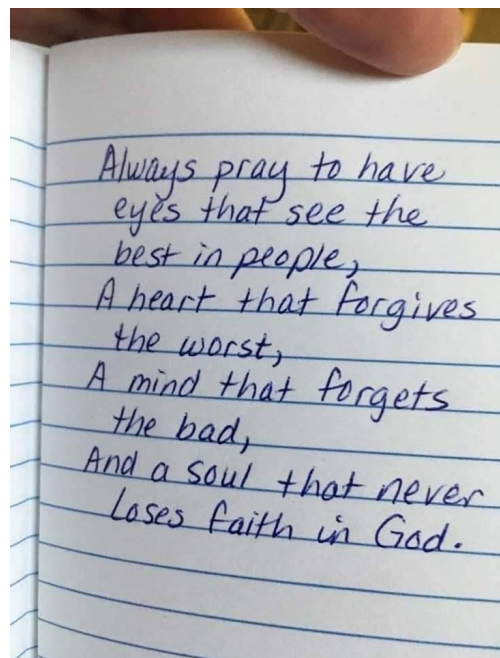 Always pray to have
eyes that see the
best in people,
A heart that forgives
the worst,
A mind that forgets
the bad,
And a soul that never
loses faith in God.